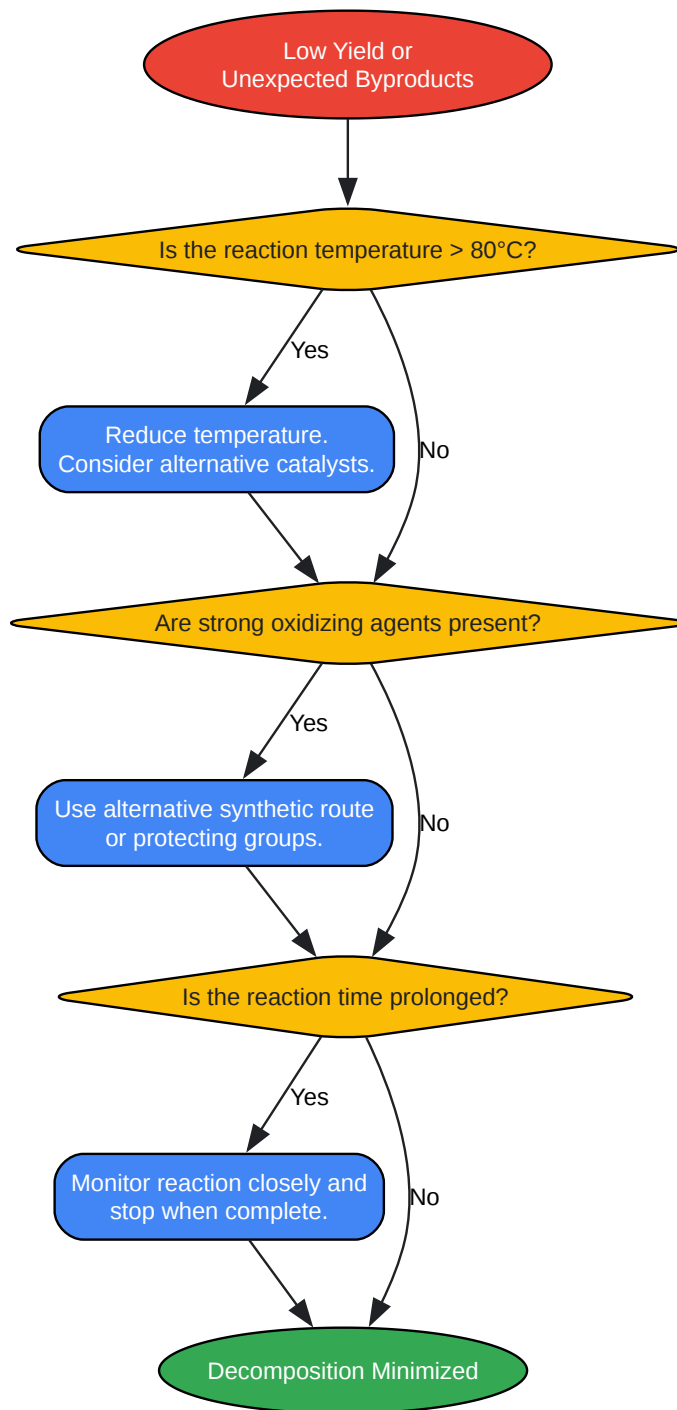 Low Yield or
Unexpected Byproducts
Is the reaction temperature > 80°C?
Yes
Reduce temperature.
Consider alternative catalysts.
No
Are strong oxidizing agents present?
Yes
Use alternative synthetic route
or protecting groups.
No
Is the reaction time prolonged?
Yes
Monitor reaction closely and
stop when complete.
No
Decomposition Minimized